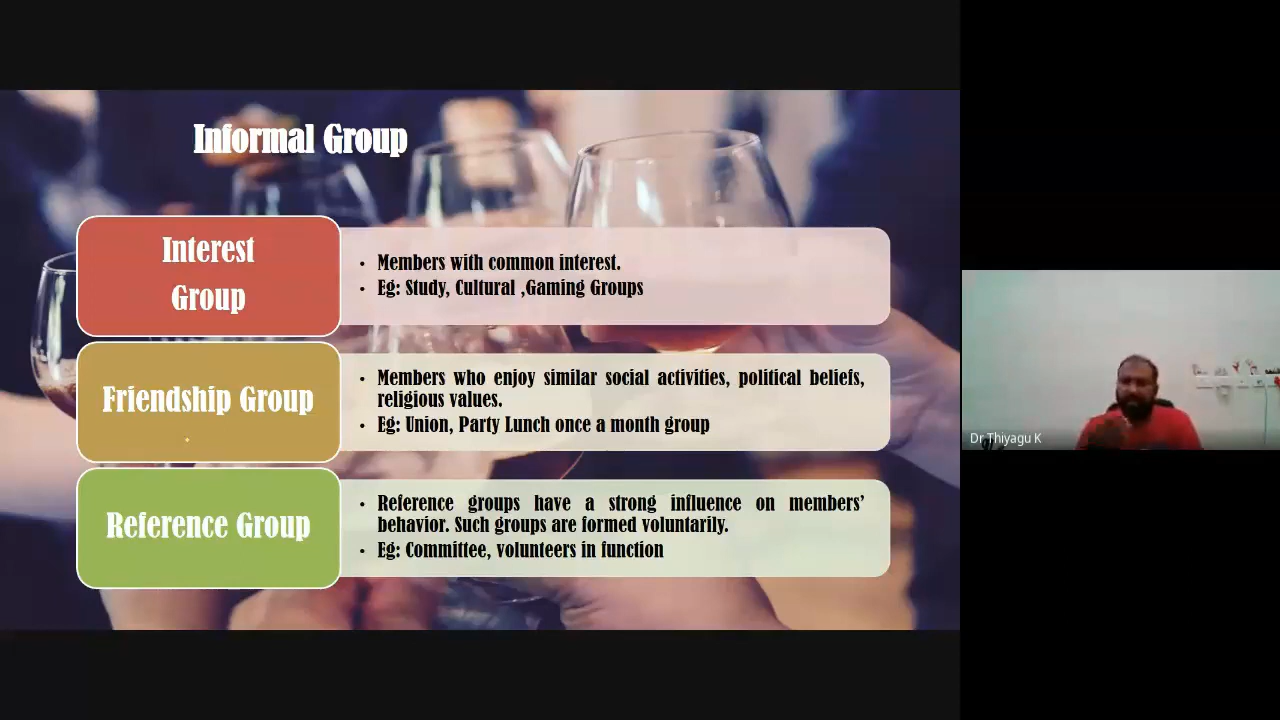 Informal Group
Interest
Group
• Members with common interest.
• Eg: Study, Cultural ,Gaming Groups
Friendship Group
• Members who enjoy similar social activities, political beliefs,
religious values.
• Eg: Union, Party Lunch once a month group
Reference Group
• Reference groups have a strong influence on members’
behavior. Such groups are formed voluntarily.
• Eg: Committee, volunteers in function
Dr Thiyagu K